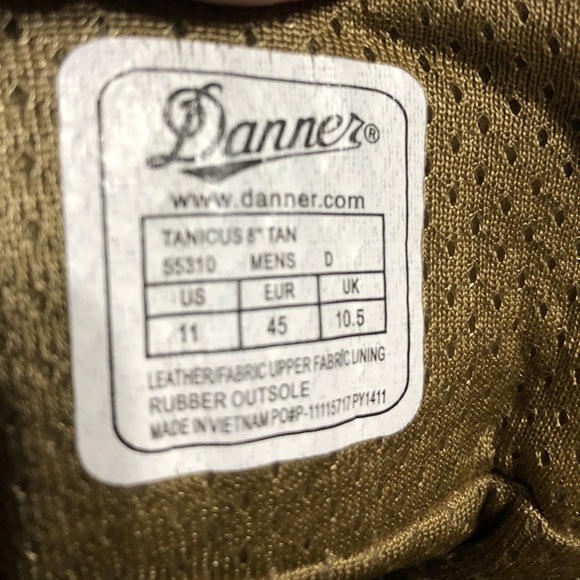 Danner®
www.danner.com
TANICUS 8" TAN
55310 MENS D
US EUR UK
11 45 10.5
LEATHER/FABRIC UPPER FABRIC LINING
RUBBER OUTSOLE
MADE IN VIETNAM PO#P-11115717 PY1411